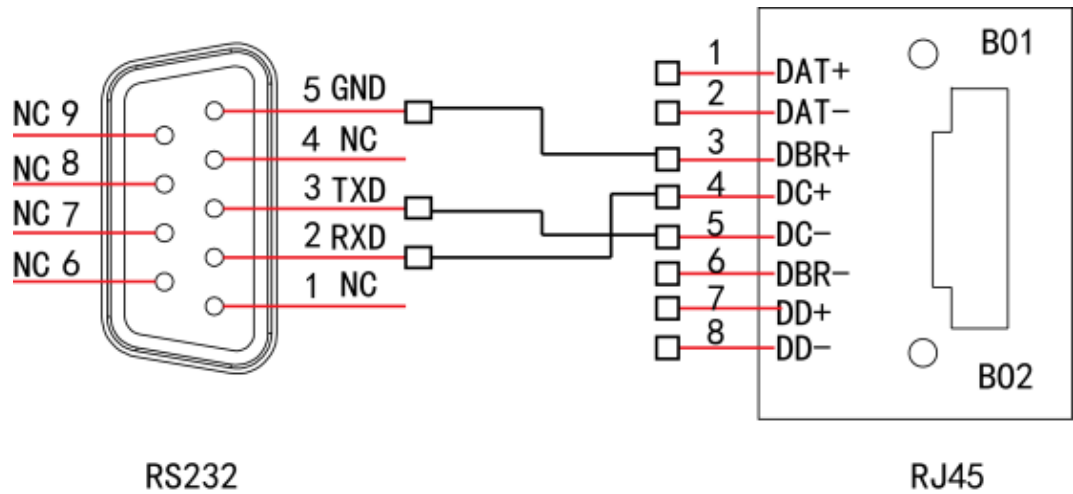 NC 9
NC 8
NC 7
NC 6
5 GND
4 NC
3 TXD
2 RXD
1 NC
RS232
1 DAT+
2 DAT-
3 DBR+
4 DC+
5 DC-
6 DBR-
7 DD+
8 DD-
B01
B02
RJ45